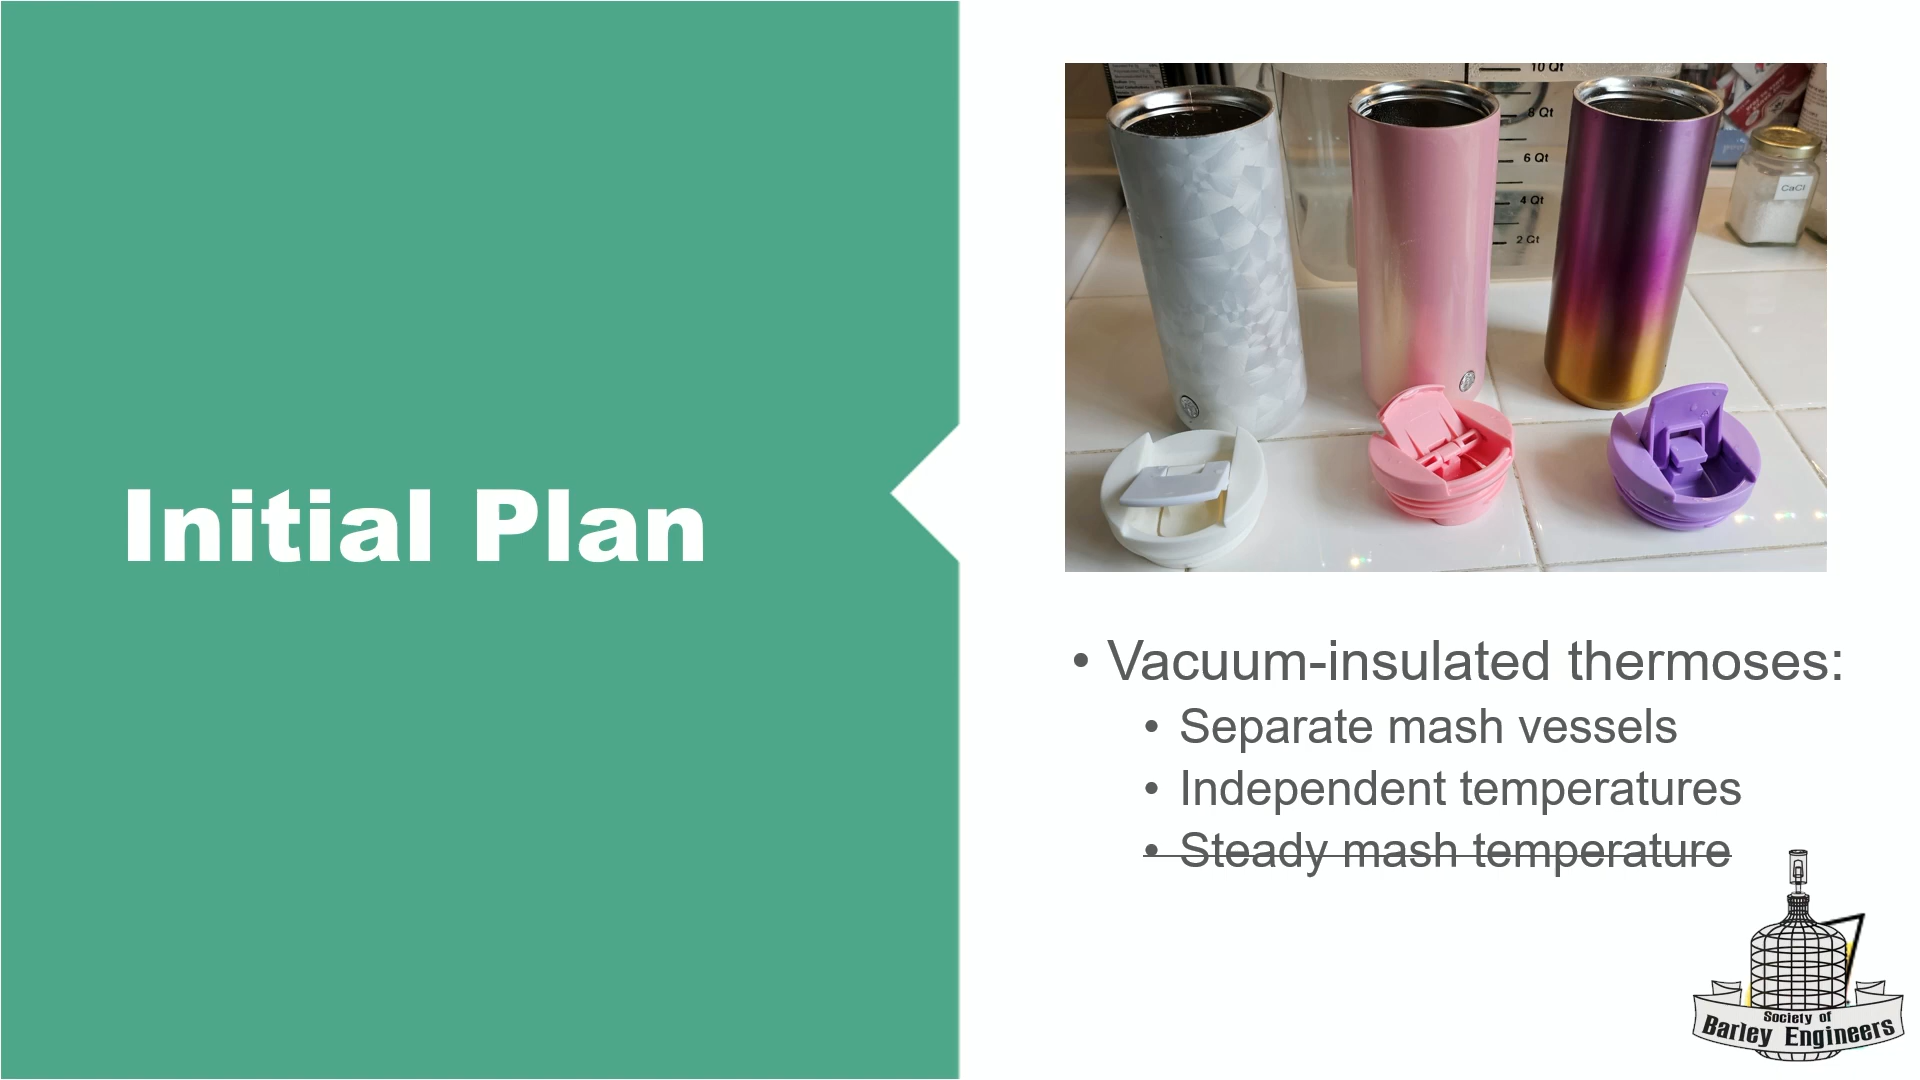 Initial Plan
10 Qt
8 Qt
6 Qt
4 Qt
2 Qt
CaCl
• Vacuum-insulated thermoses:
• Separate mash vessels
• Independent temperatures
• Steady mash temperature
Society of
Barley Engineers